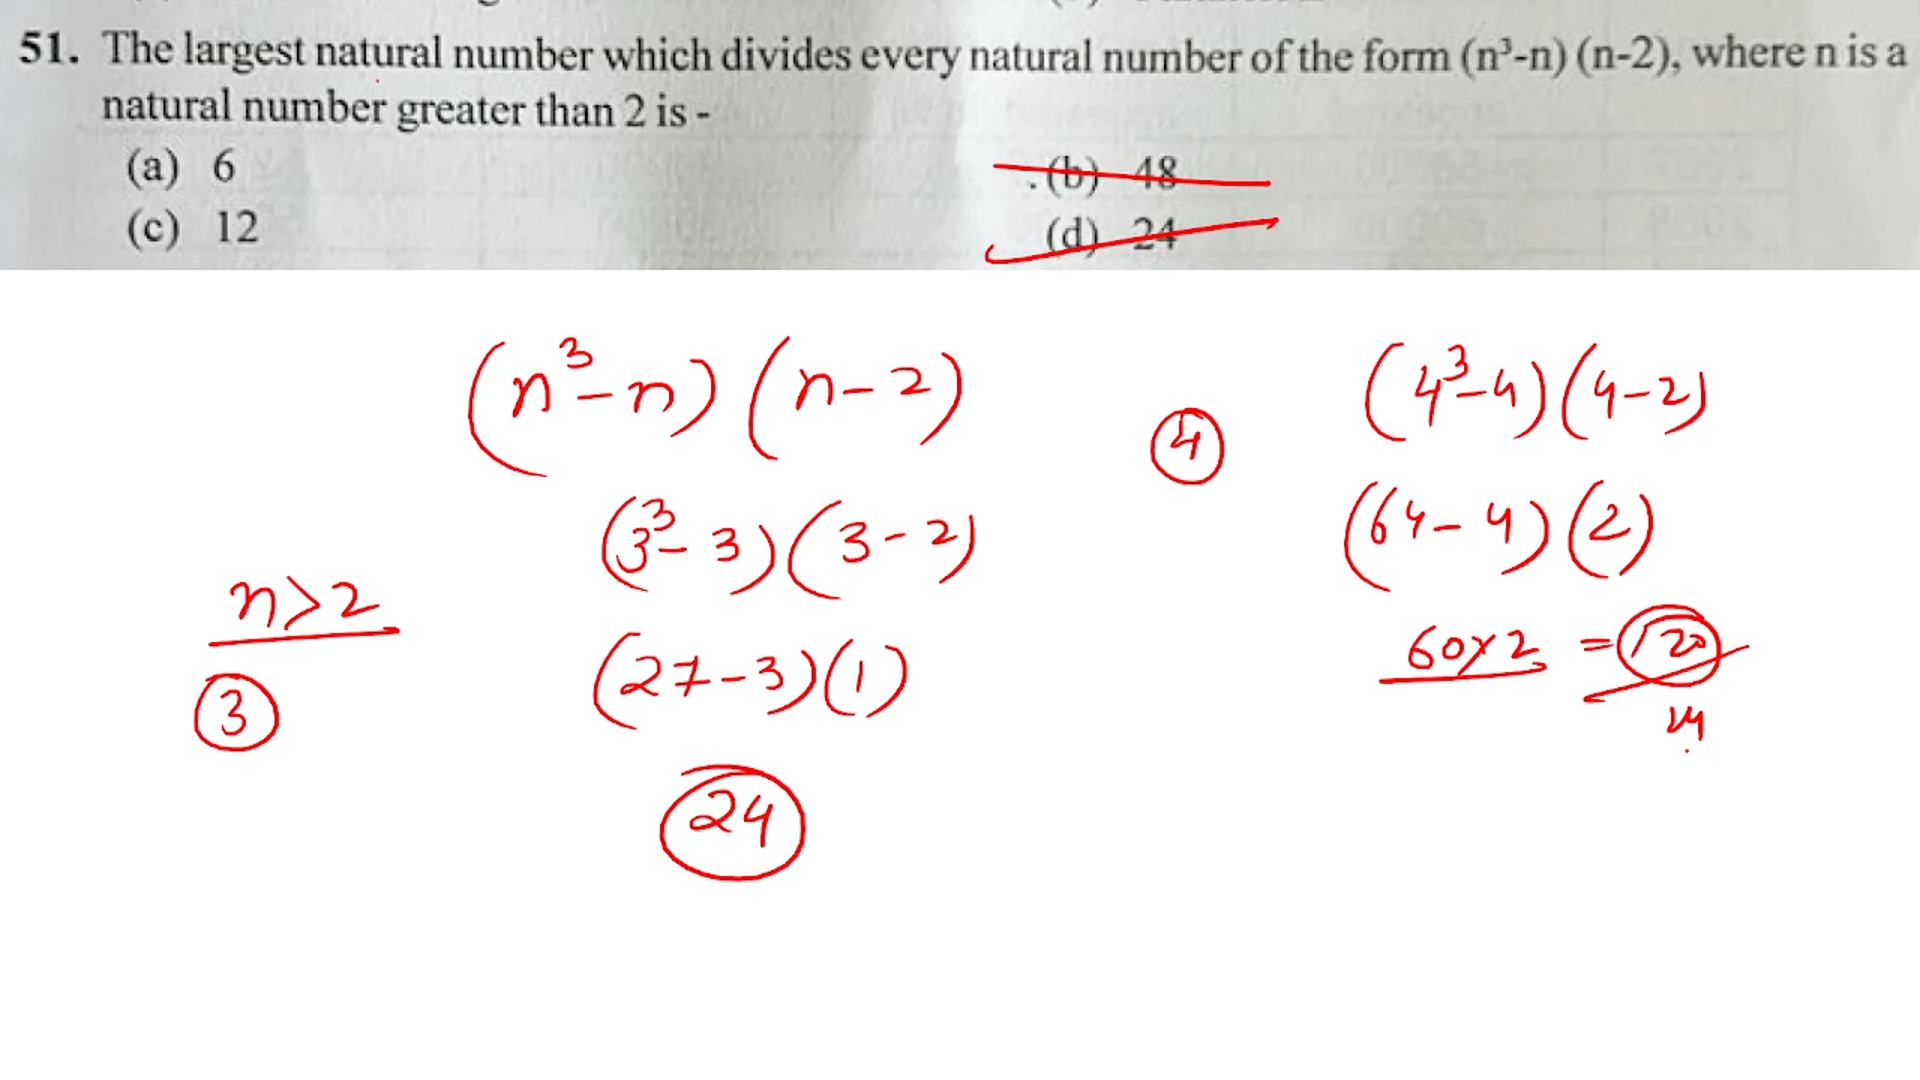 51. The largest natural number which divides every natural number of the form (n³-n) (n-2), where n is a
natural number greater than 2 is -
(a) 6
(b) 48
(c) 12
(d) 24
(n³-n) (n-2)
(3³-3) (3-2)
n>2
(27-3)(1)
3
24
4
(4³-4)(4-2)
(64-4)(2)
60×2 = 120
24